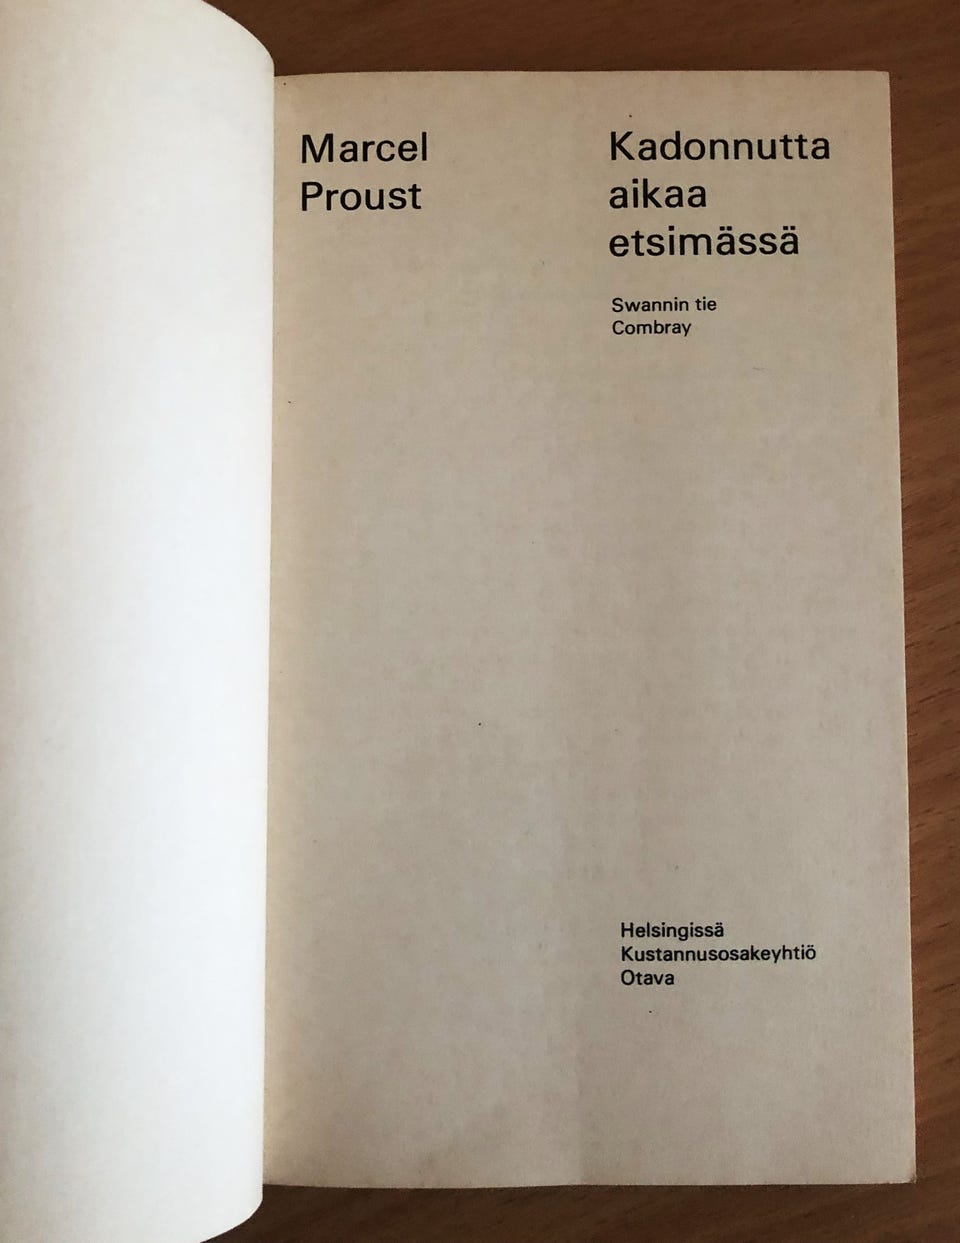 Marcel
Proust
Kadonnutta
aikaa
etsimässä
Swannin tie
Combray
Helsingissä
Kustannusosakeyhtiö
Otava